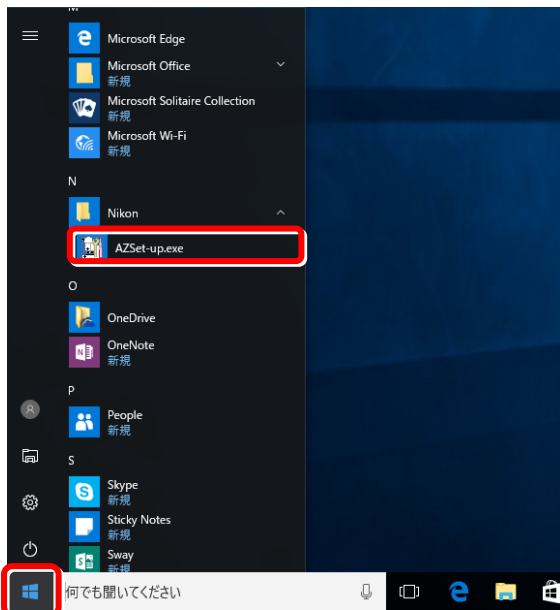 M
Microsoft Edge
Microsoft Office
新規
Microsoft Solitaire Collection
新規
Microsoft Wi-Fi
新規
N
Nikon
AZSet-up.exe
O
OneDrive
OneNote
新規
P
People
新規
S
Skype
新規
Sticky Notes
新規
Sway
新規
何でも聞いてください